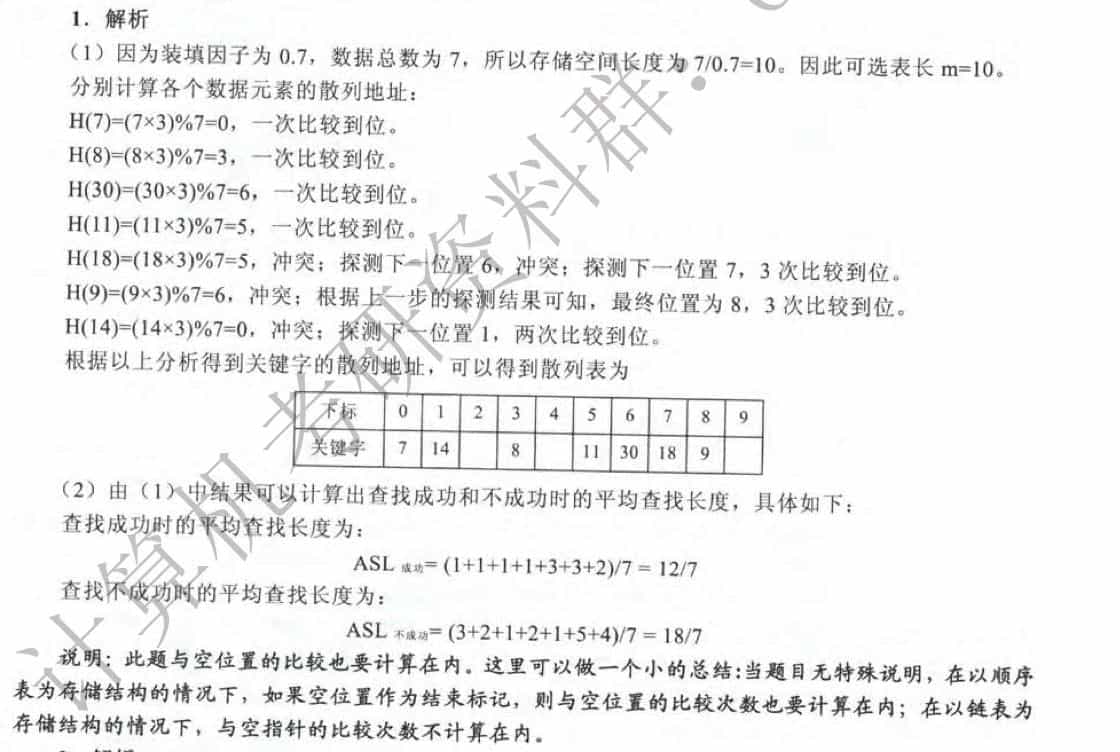 1. 解析
（1）因为装填因子为 0.7，数据总数为 7，所以存储空间长度为 7/0.7=10。因此可选表长 m=10。
分别计算各个数据元素的散列地址：
H(7)=(7×3)%7=0，一次比较到位。
H(8)=(8×3)%7=3，一次比较到位。
H(30)=(30×3)%7=6，一次比较到位。
H(11)=(11×3)%7=5，一次比较到位。
H(18)=(18×3)%7=5，冲突；探测下一位置 6，冲突；探测下一位置 7，3 次比较到位。
H(9)=(9×3)%7=6，冲突；根据上一步的探测结果可知，最终位置为 8，3 次比较到位。
H(14)=(14×3)%7=0，冲突；探测下一位置 1，两次比较到位。
根据以上分析得到关键字的散列地址，可以得到散列表为
下标 0 1 2 3 4 5 6 7 8 9
关键字 7 14 8 11 30 18 9
（2）由（1）中结果可以计算出查找成功和不成功时的平均查找长度，具体如下：
查找成功时的平均查找长度为：
ASL 成功= (1+1+1+1+3+3+2)/7 = 12/7
查找不成功时的平均查找长度为：
ASL 不成功= (3+2+1+2+1+5+4)/7 = 18/7
说明：此题与空位置的比较也要计算在内。这里可以做一个小的总结:当题目无特殊说明，在以顺序
表为存储结构的情况下，如果空位置作为结束标记，则与空位置的比较次数也要计算在内；在以链表为
存储结构的情况下，与空指针的比较次数不计算在内。
计算机考研资料群：